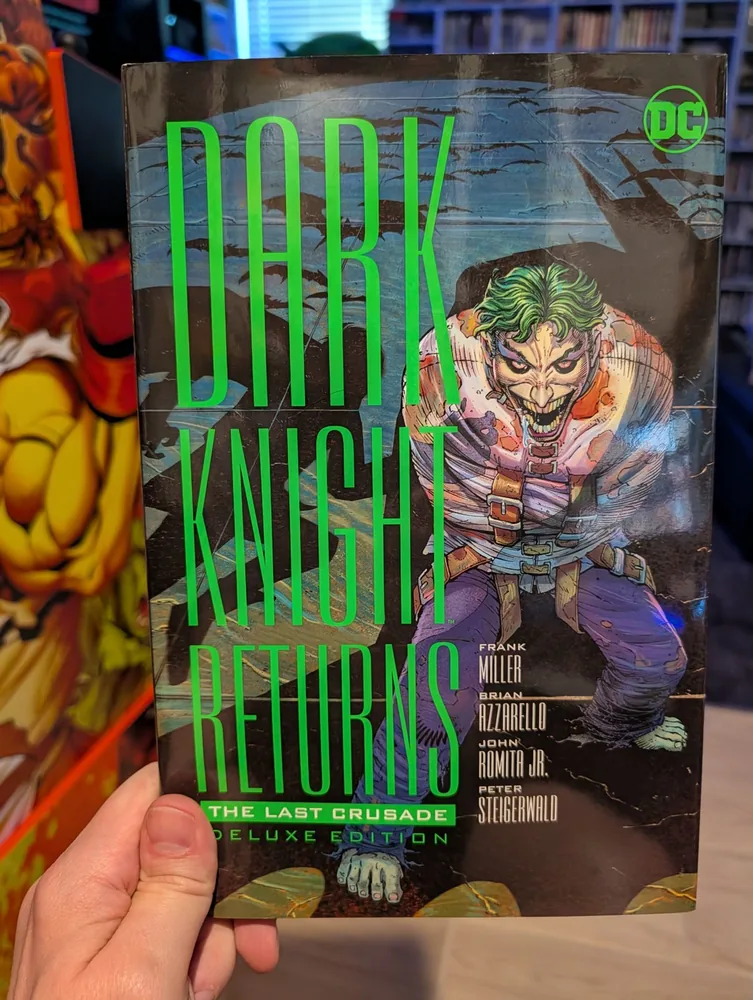 DC
DARK
KNIGHT
RETURNS
THE LAST CRUSADE
DELUXE EDITION
FRANK
MILLER
BRIAN
AZZARELLO
JOHN
ROMITA JR.
PETER
STEIGERWALD